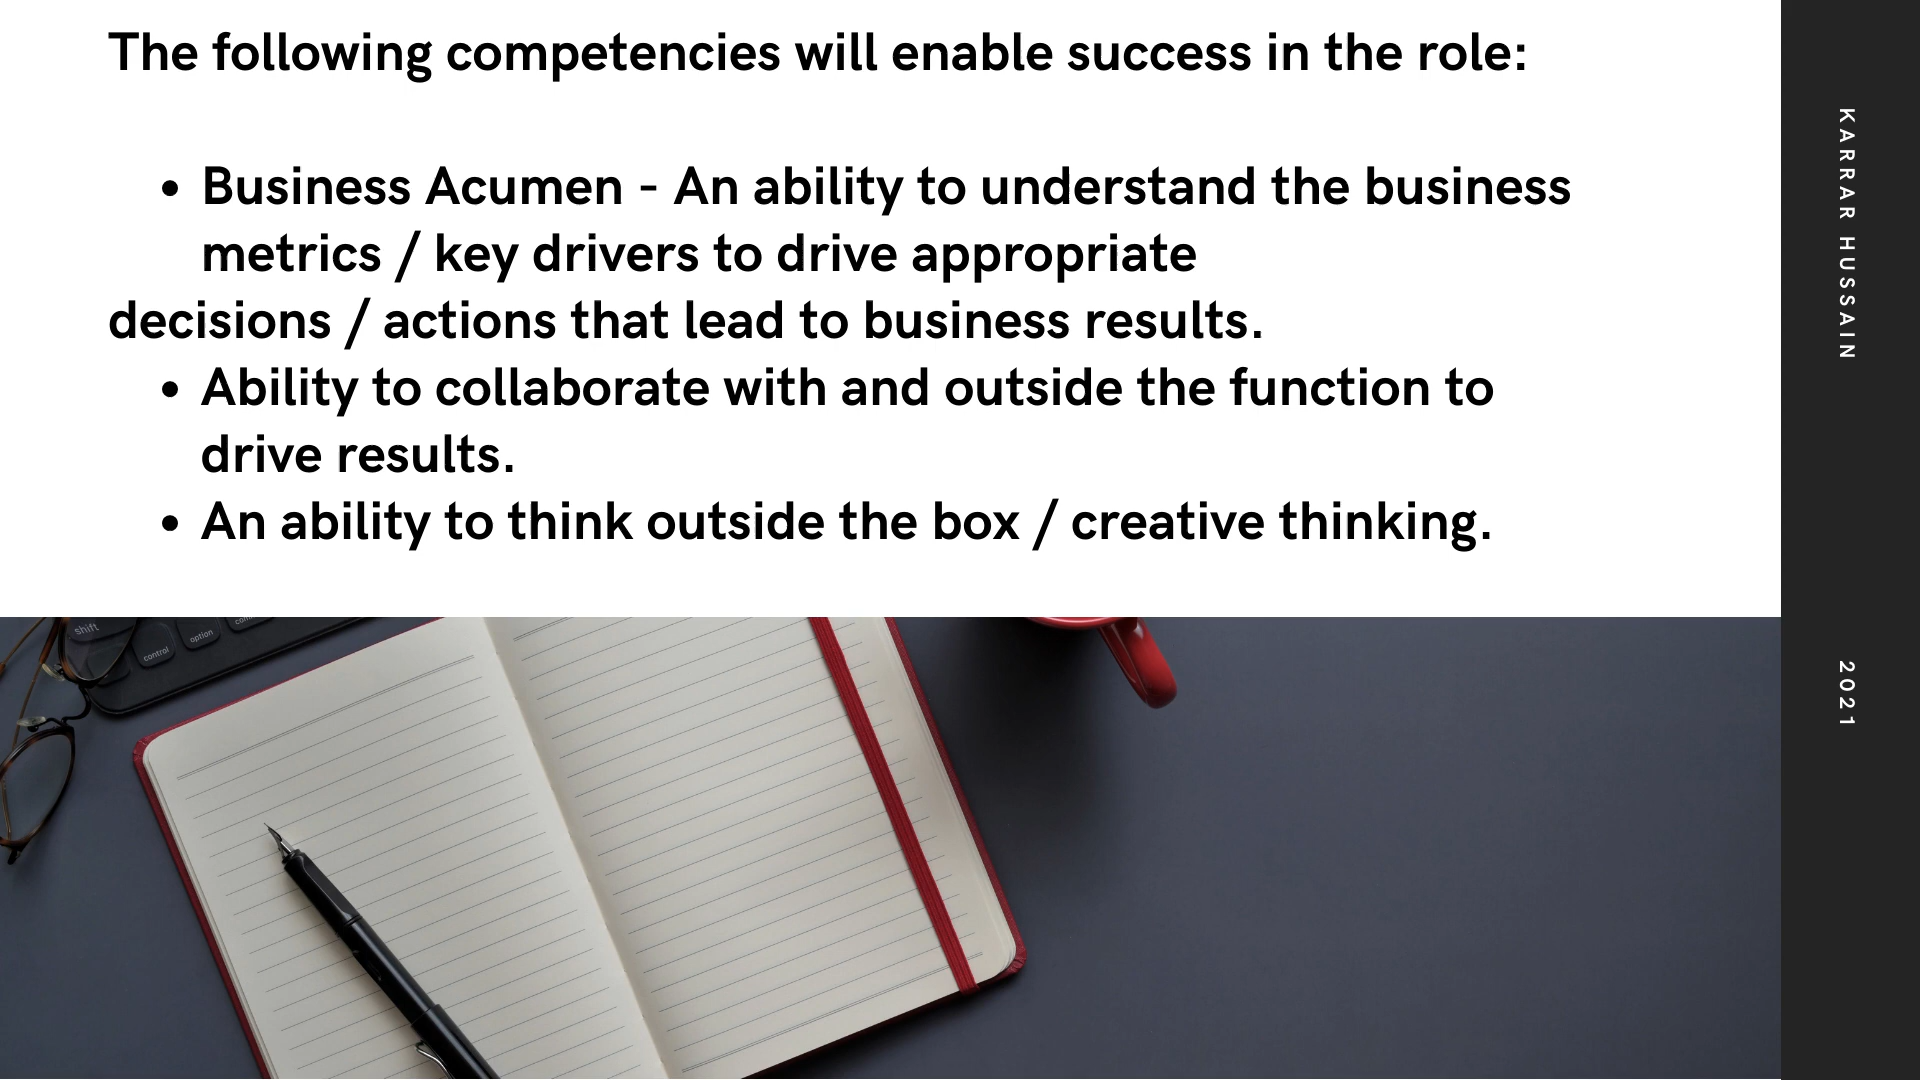 The following competencies will enable success in the role:
• Business Acumen - An ability to understand the business
metrics / key drivers to drive appropriate
decisions / actions that lead to business results.
• Ability to collaborate with and outside the function to
drive results.
• An ability to think outside the box / creative thinking.
KARRAR HUSSAIN
2021
shift
control
option